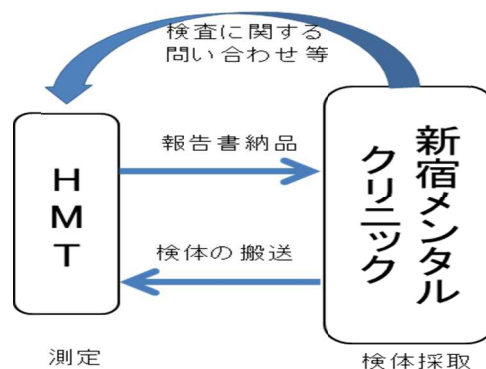 検査に関する
問い合わせ等
報告書納品
HMT
新宿メンタル
クリニック
検体の搬送
測定
検体採取